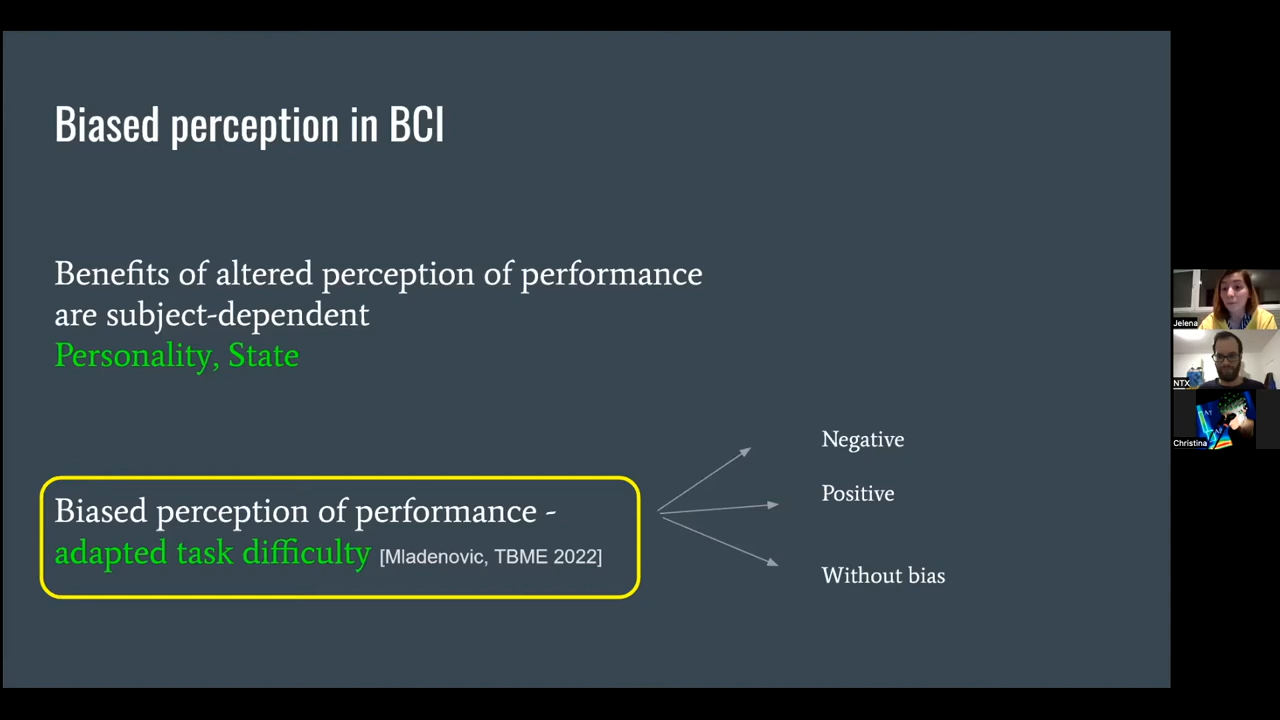 Biased perception in BCI
Benefits of altered perception of performance
are subject-dependent
Personality, State
Biased perception of performance -
adapted task difficulty [Mladenovic, TBME 2022]
Negative
Positive
Without bias
Jelena
NTX
Christina